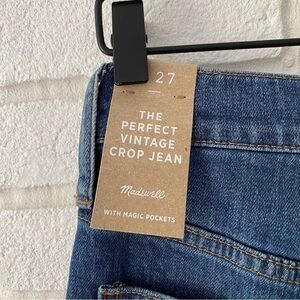 27
THE
PERFECT
VINTAGE
CROP JEAN
Madewell
WITH MAGIC POCKETS